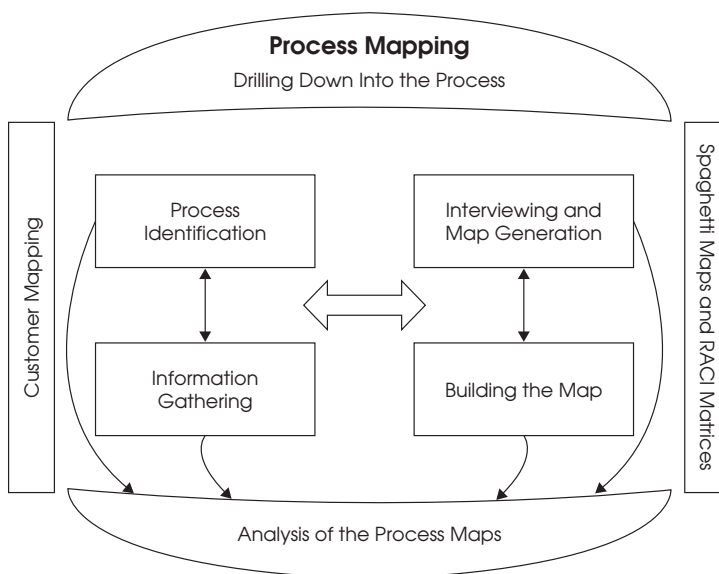 Process Mapping
Drilling Down Into the Process
Customer Mapping
Process
Identification
Interviewing and
Map Generation
Information
Gathering
Building the Map
Spaghetti Maps and RACI Matrices
Analysis of the Process Maps